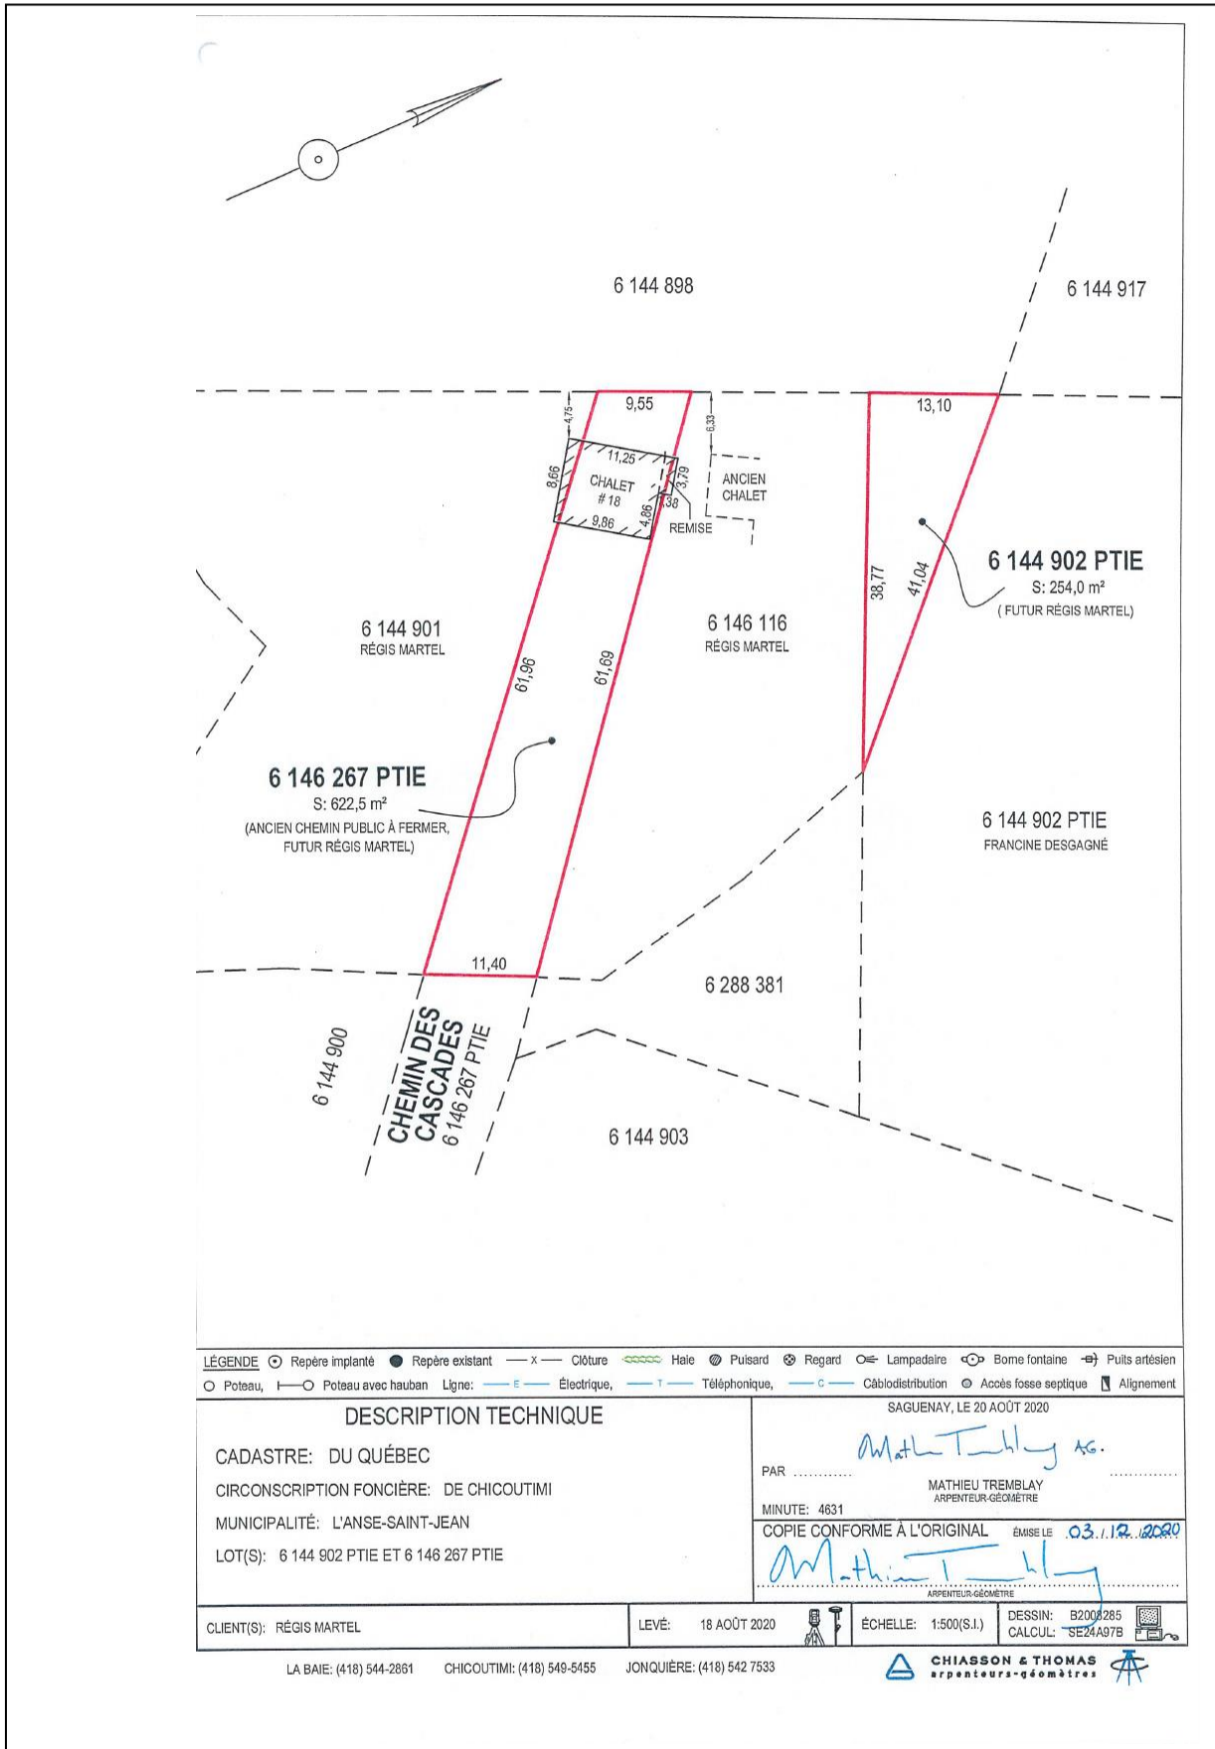 6 144 898
6 144 917
9,55
13,10
4,75
6,33
11,25
8,66
CHALET
# 18
3,79
ANCIEN
CHALET
9,86
4,86
REMISE
38,77
41,04
6 144 902 PTIE
S: 254,0 m²
( FUTUR RÉGIS MARTEL)
6 144 901
RÉGIS MARTEL
6 146 116
RÉGIS MARTEL
61,96
61,69
6 146 267 PTIE
S: 622,5 m²
(ANCIEN CHEMIN PUBLIC À FERMER,
FUTUR RÉGIS MARTEL)
6 144 902 PTIE
FRANCINE DESGAGNÉ
11,40
6 288 381
6 144 900
CHEMIN DES
CASCADES
6 146 267 PTIE
6 144 903
LÉGENDE Repère implanté Repère existant X Clôture Haie Puisard Regard Lampadaire Borne fontaine Puits artésien
Poteau, Poteau avec hauban Ligne: E Électrique, T Téléphonique, C Câblodistribution Accès fosse septique Alignement
DESCRIPTION TECHNIQUE
CADASTRE: DU QUÉBEC
CIRCONSCRIPTION FONCIÈRE: DE CHICOUTIMI
MUNICIPALITÉ: L'ANSE-SAINT-JEAN
LOT(S): 6 144 902 PTIE ET 6 146 267 PTIE
SAGUENAY, LE 20 AOÛT 2020
A.G.
PAR
MATHIEU TREMBLAY
ARPENTEUR-GÉOMÈTRE
MINUTE: 4631
COPIE CONFORME À L'ORIGINAL ÉMISE LE 03/12/2020
ARPENTEUR-GÉOMÈTRE
CLIENT(S): RÉGIS MARTEL
LEVÉ: 18 AOÛT 2020
ÉCHELLE: 1:500(S.I.)
DESSIN: B2008285
CALCUL: SE24A97B
LA BAIE: (418) 544-2861 CHICOUTIMI: (418) 549-5455 JONQUIÈRE: (418) 542 7533
CHIASSON & THOMAS
arpenteurs-géomètres